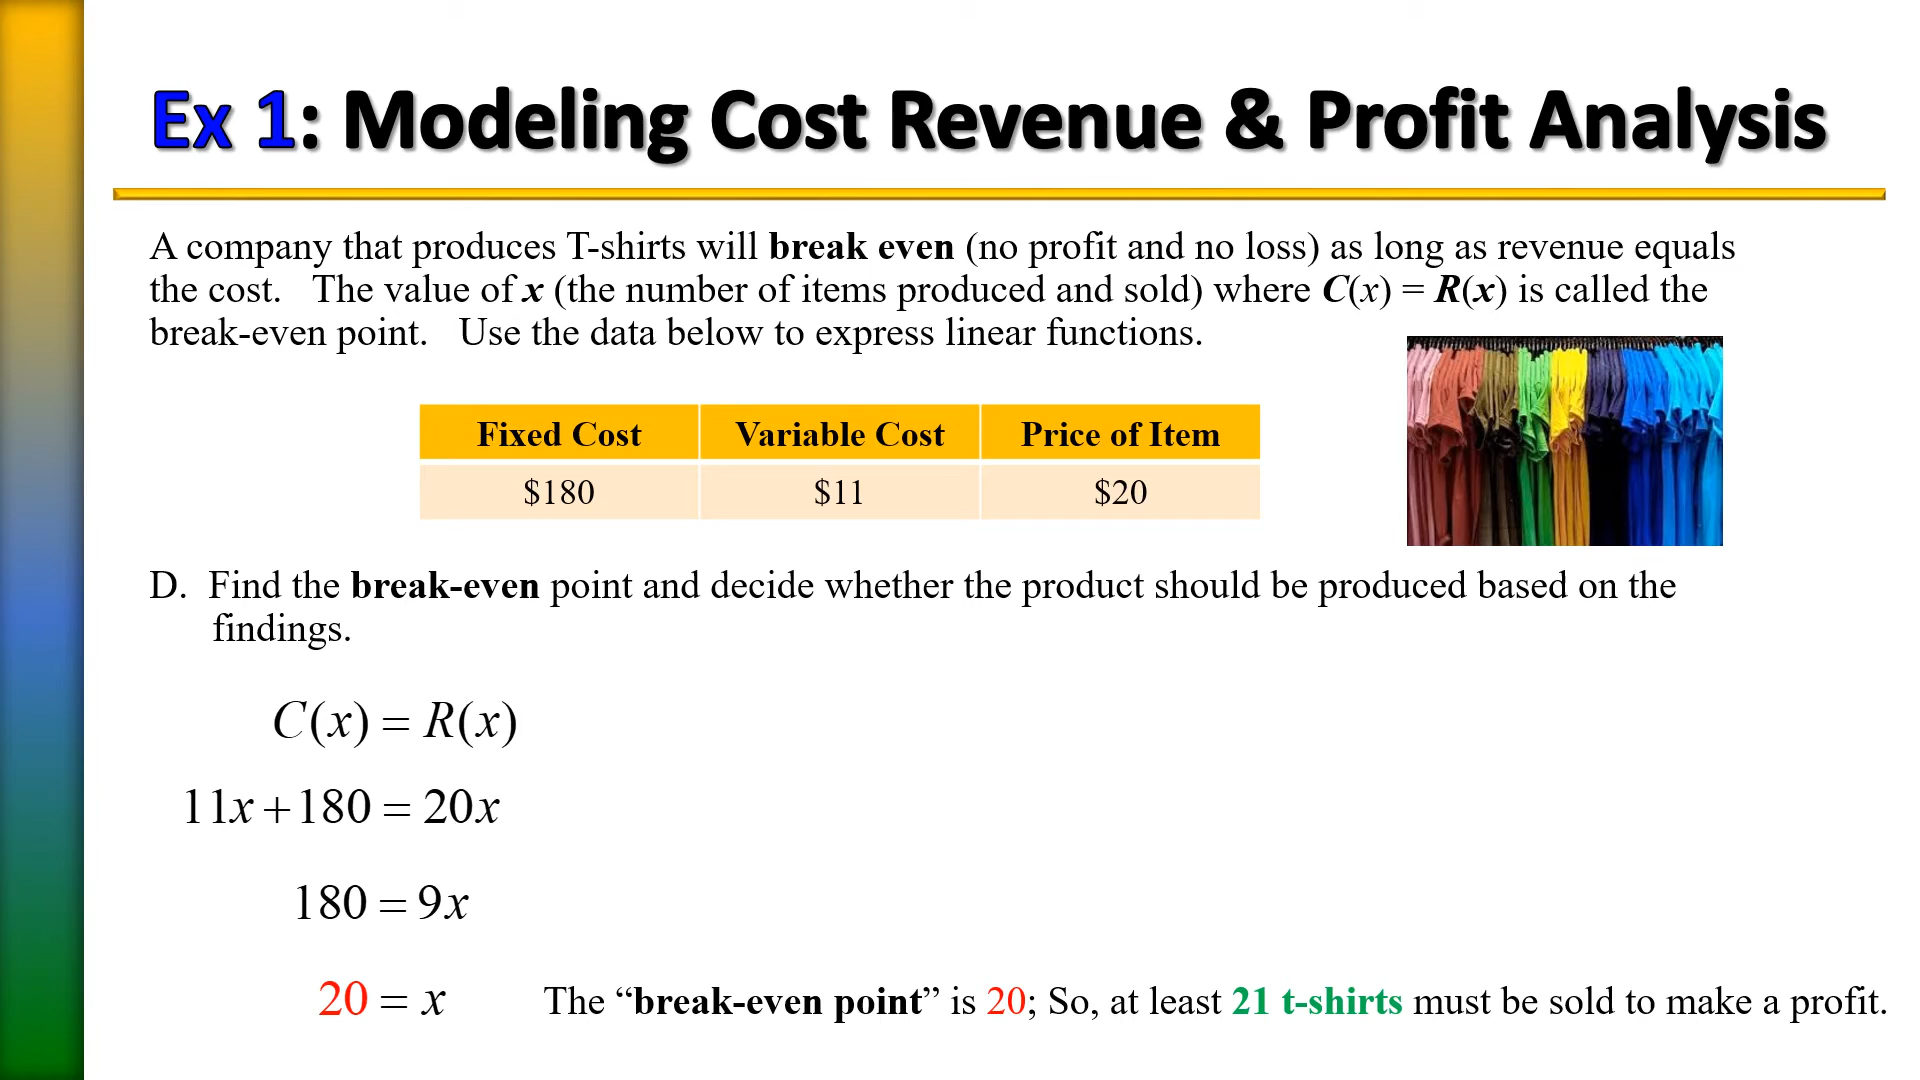 Ex 1: Modeling Cost Revenue & Profit Analysis
A company that produces T-shirts will break even (no profit and no loss) as long as revenue equals
the cost. The value of x (the number of items produced and sold) where C(x) = R(x) is called the
break-even point. Use the data below to express linear functions.
Fixed Cost Variable Cost Price of Item
$180 $11 $20
D. Find the break-even point and decide whether the product should be produced based on the
findings.
C(x) = R(x)
11x + 180 = 20x
180 = 9x
20 = x The “break-even point” is 20; So, at least 21 t-shirts must be sold to make a profit.